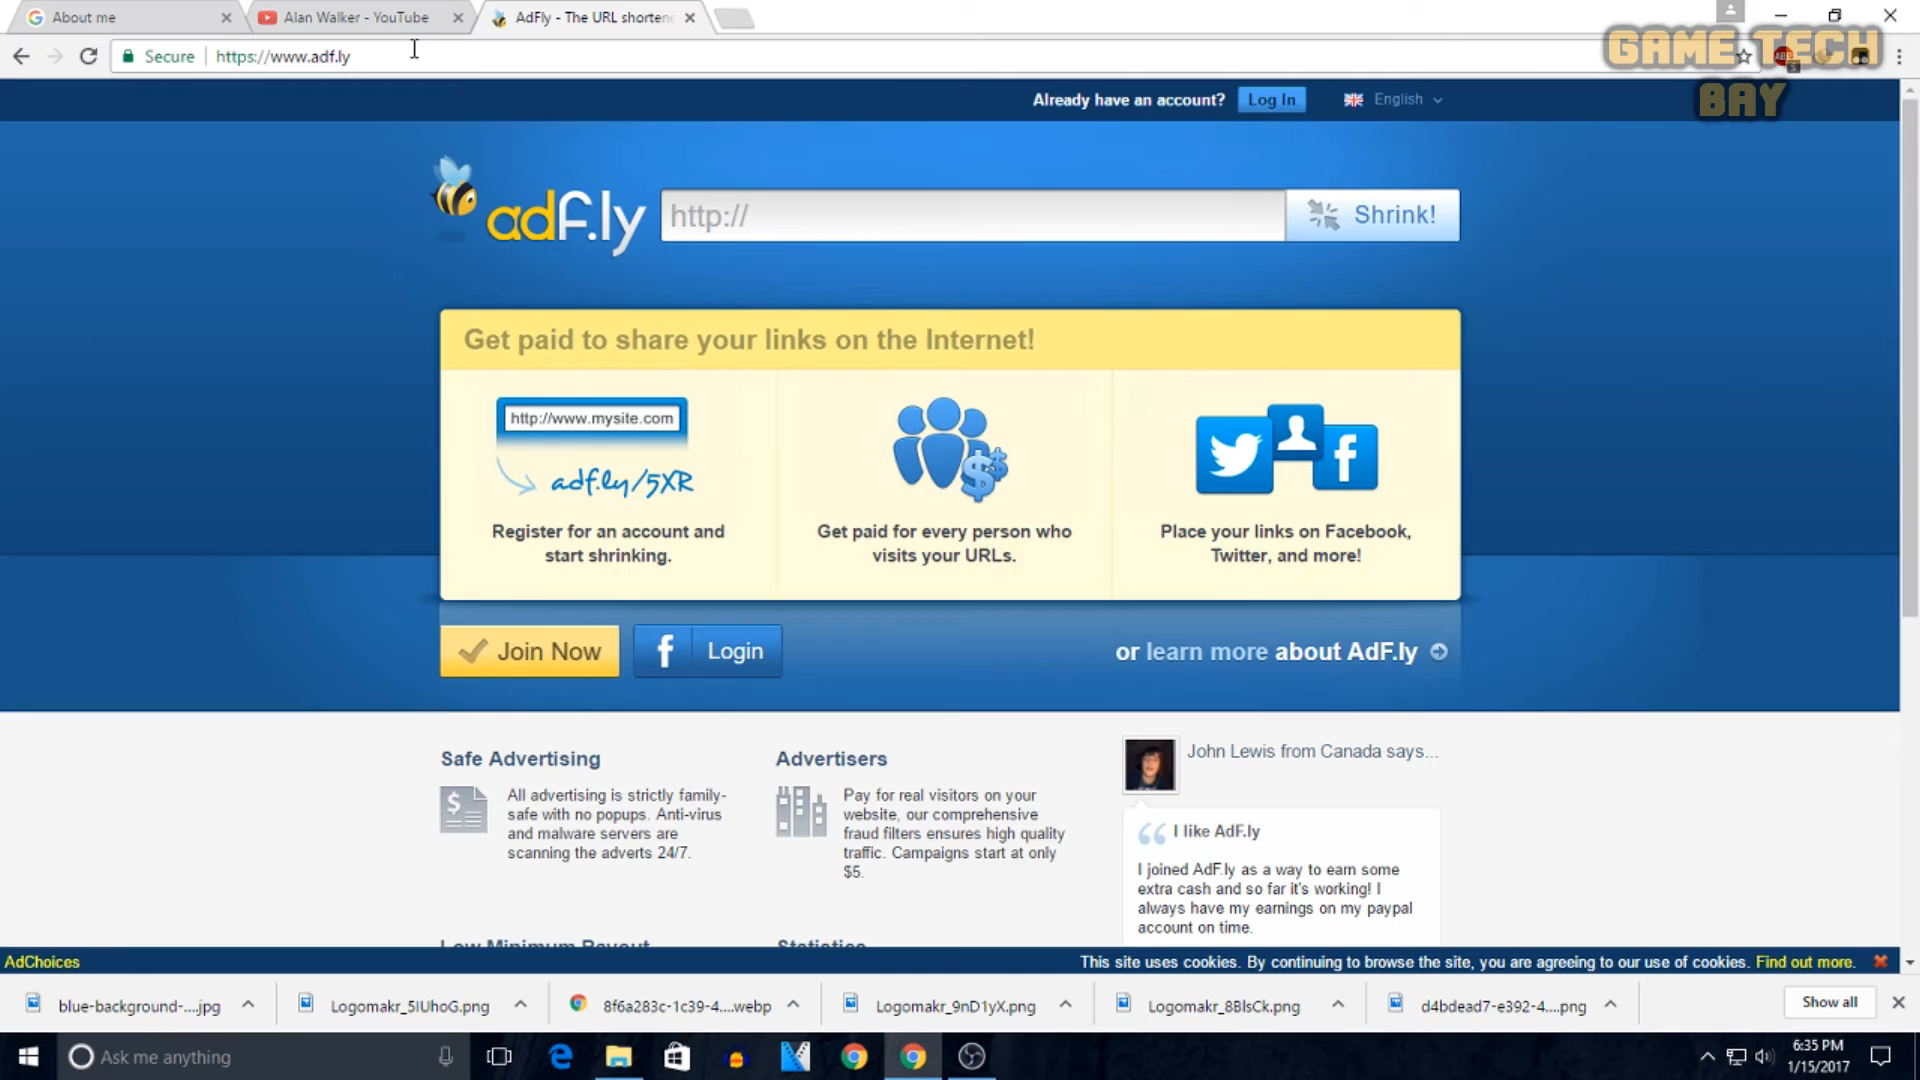 About me
Alan Walker - YouTube
AdFly - The URL shortene
Secure
https://www.adf.ly
GAME TECH
BAY
ABP
5
Already have an account?
Log In
English
adf.ly
http://
Shrink!
Get paid to share your links on the Internet!
http://www.mysite.com
adf.ly/5XR
Register for an account and
start shrinking.
Get paid for every person who
visits your URLs.
Place your links on Facebook,
Twitter, and more!
Join Now
f
Login
or learn more about AdF.ly
Safe Advertising
All advertising is strictly family-
safe with no popups. Anti-virus
and malware servers are
scanning the adverts 24/7.
Advertisers
Pay for real visitors on your
website, our comprehensive
fraud filters ensures high quality
traffic. Campaigns start at only
$5.
John Lewis from Canada says...
I like AdF.ly
I joined AdF.ly as a way to earn some
extra cash and so far it's working! I
always have my earnings on my paypal
account on time.
Low Minimum Payout
Statistics
AdChoices
This site uses cookies. By continuing to browse the site, you are agreeing to our use of cookies. Find out more.
blue-background-....jpg
Logomakr_5IUhoG.png
8f6a283c-1c39-4....webp
Logomakr_9nD1yX.png
Logomakr_8BlsCk.png
d4bdead7-e392-4....png
Show all
Ask me anything
6:35 PM
1/15/2017